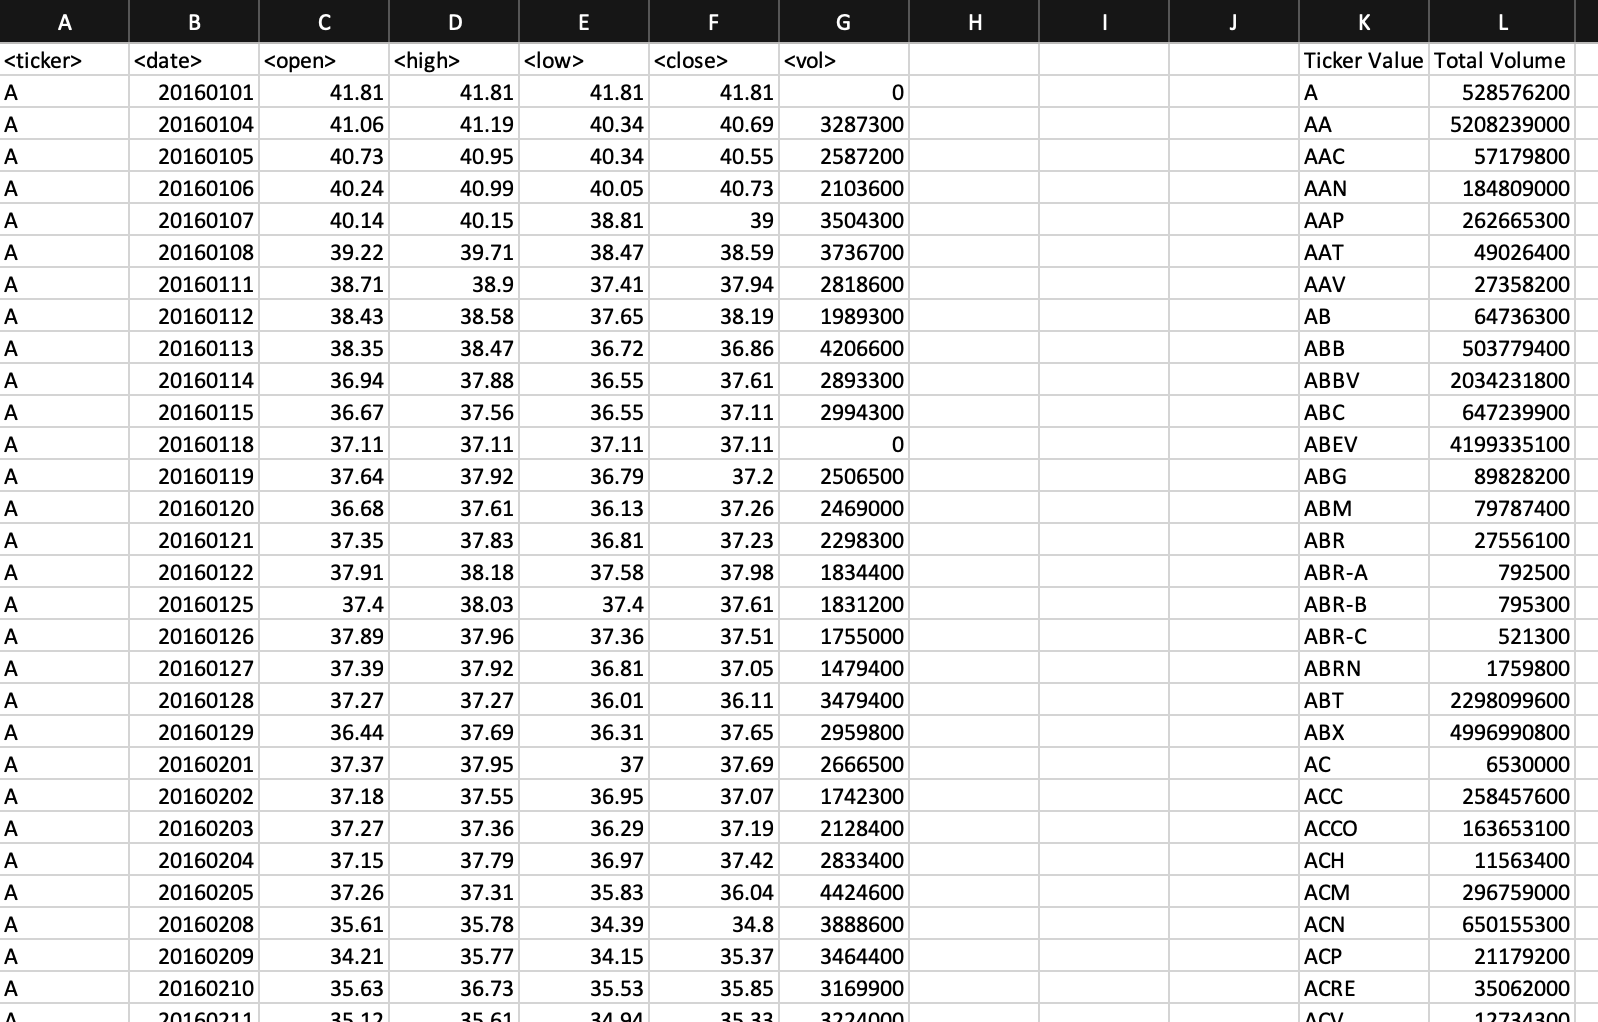 A B C D E F G H I J K L
<ticker> <date> <open> <high> <low> <close> <vol> Ticker Value Total Volume
A 20160101 41.81 41.81 41.81 41.81 0 A 528576200
A 20160104 41.06 41.19 40.34 40.69 3287300 AA 5208239000
A 20160105 40.73 40.95 40.34 40.55 2587200 AAC 57179800
A 20160106 40.24 40.99 40.05 40.73 2103600 AAN 184809000
A 20160107 40.14 40.15 38.81 39 3504300 AAP 262665300
A 20160108 39.22 39.71 38.47 38.59 3736700 AAT 49026400
A 20160111 38.71 38.9 37.41 37.94 2818600 AAV 27358200
A 20160112 38.43 38.58 37.65 38.19 1989300 AB 64736300
A 20160113 38.35 38.47 36.72 36.86 4206600 ABB 503779400
A 20160114 36.94 37.88 36.55 37.61 2893300 ABBV 2034231800
A 20160115 36.67 37.56 36.55 37.11 2994300 ABC 647239900
A 20160118 37.11 37.11 37.11 37.11 0 ABEV 4199335100
A 20160119 37.64 37.92 36.79 37.2 2506500 ABG 89828200
A 20160120 36.68 37.61 36.13 37.26 2469000 ABM 79787400
A 20160121 37.35 37.83 36.81 37.23 2298300 ABR 27556100
A 20160122 37.91 38.18 37.58 37.98 1834400 ABR-A 792500
A 20160125 37.4 38.03 37.4 37.61 1831200 ABR-B 795300
A 20160126 37.89 37.96 37.36 37.51 1755000 ABR-C 521300
A 20160127 37.39 37.92 36.81 37.05 1479400 ABRN 1759800
A 20160128 37.27 37.27 36.01 36.11 3479400 ABT 2298099600
A 20160129 36.44 37.69 36.31 37.65 2959800 ABX 4996990800
A 20160201 37.37 37.95 37 37.69 2666500 AC 6530000
A 20160202 37.18 37.55 36.95 37.07 1742300 ACC 258457600
A 20160203 37.27 37.36 36.29 37.19 2128400 ACCO 163653100
A 20160204 37.15 37.79 36.97 37.42 2833400 ACH 11563400
A 20160205 37.26 37.31 35.83 36.04 4424600 ACM 296759000
A 20160208 35.61 35.78 34.39 34.8 3888600 ACN 650155300
A 20160209 34.21 35.77 34.15 35.37 3464400 ACP 21179200
A 20160210 35.63 36.73 35.53 35.85 3169900 ACRE 35062000
A 20160211 35.12 35.61 34.94 35.33 3224000 ACV 12734300